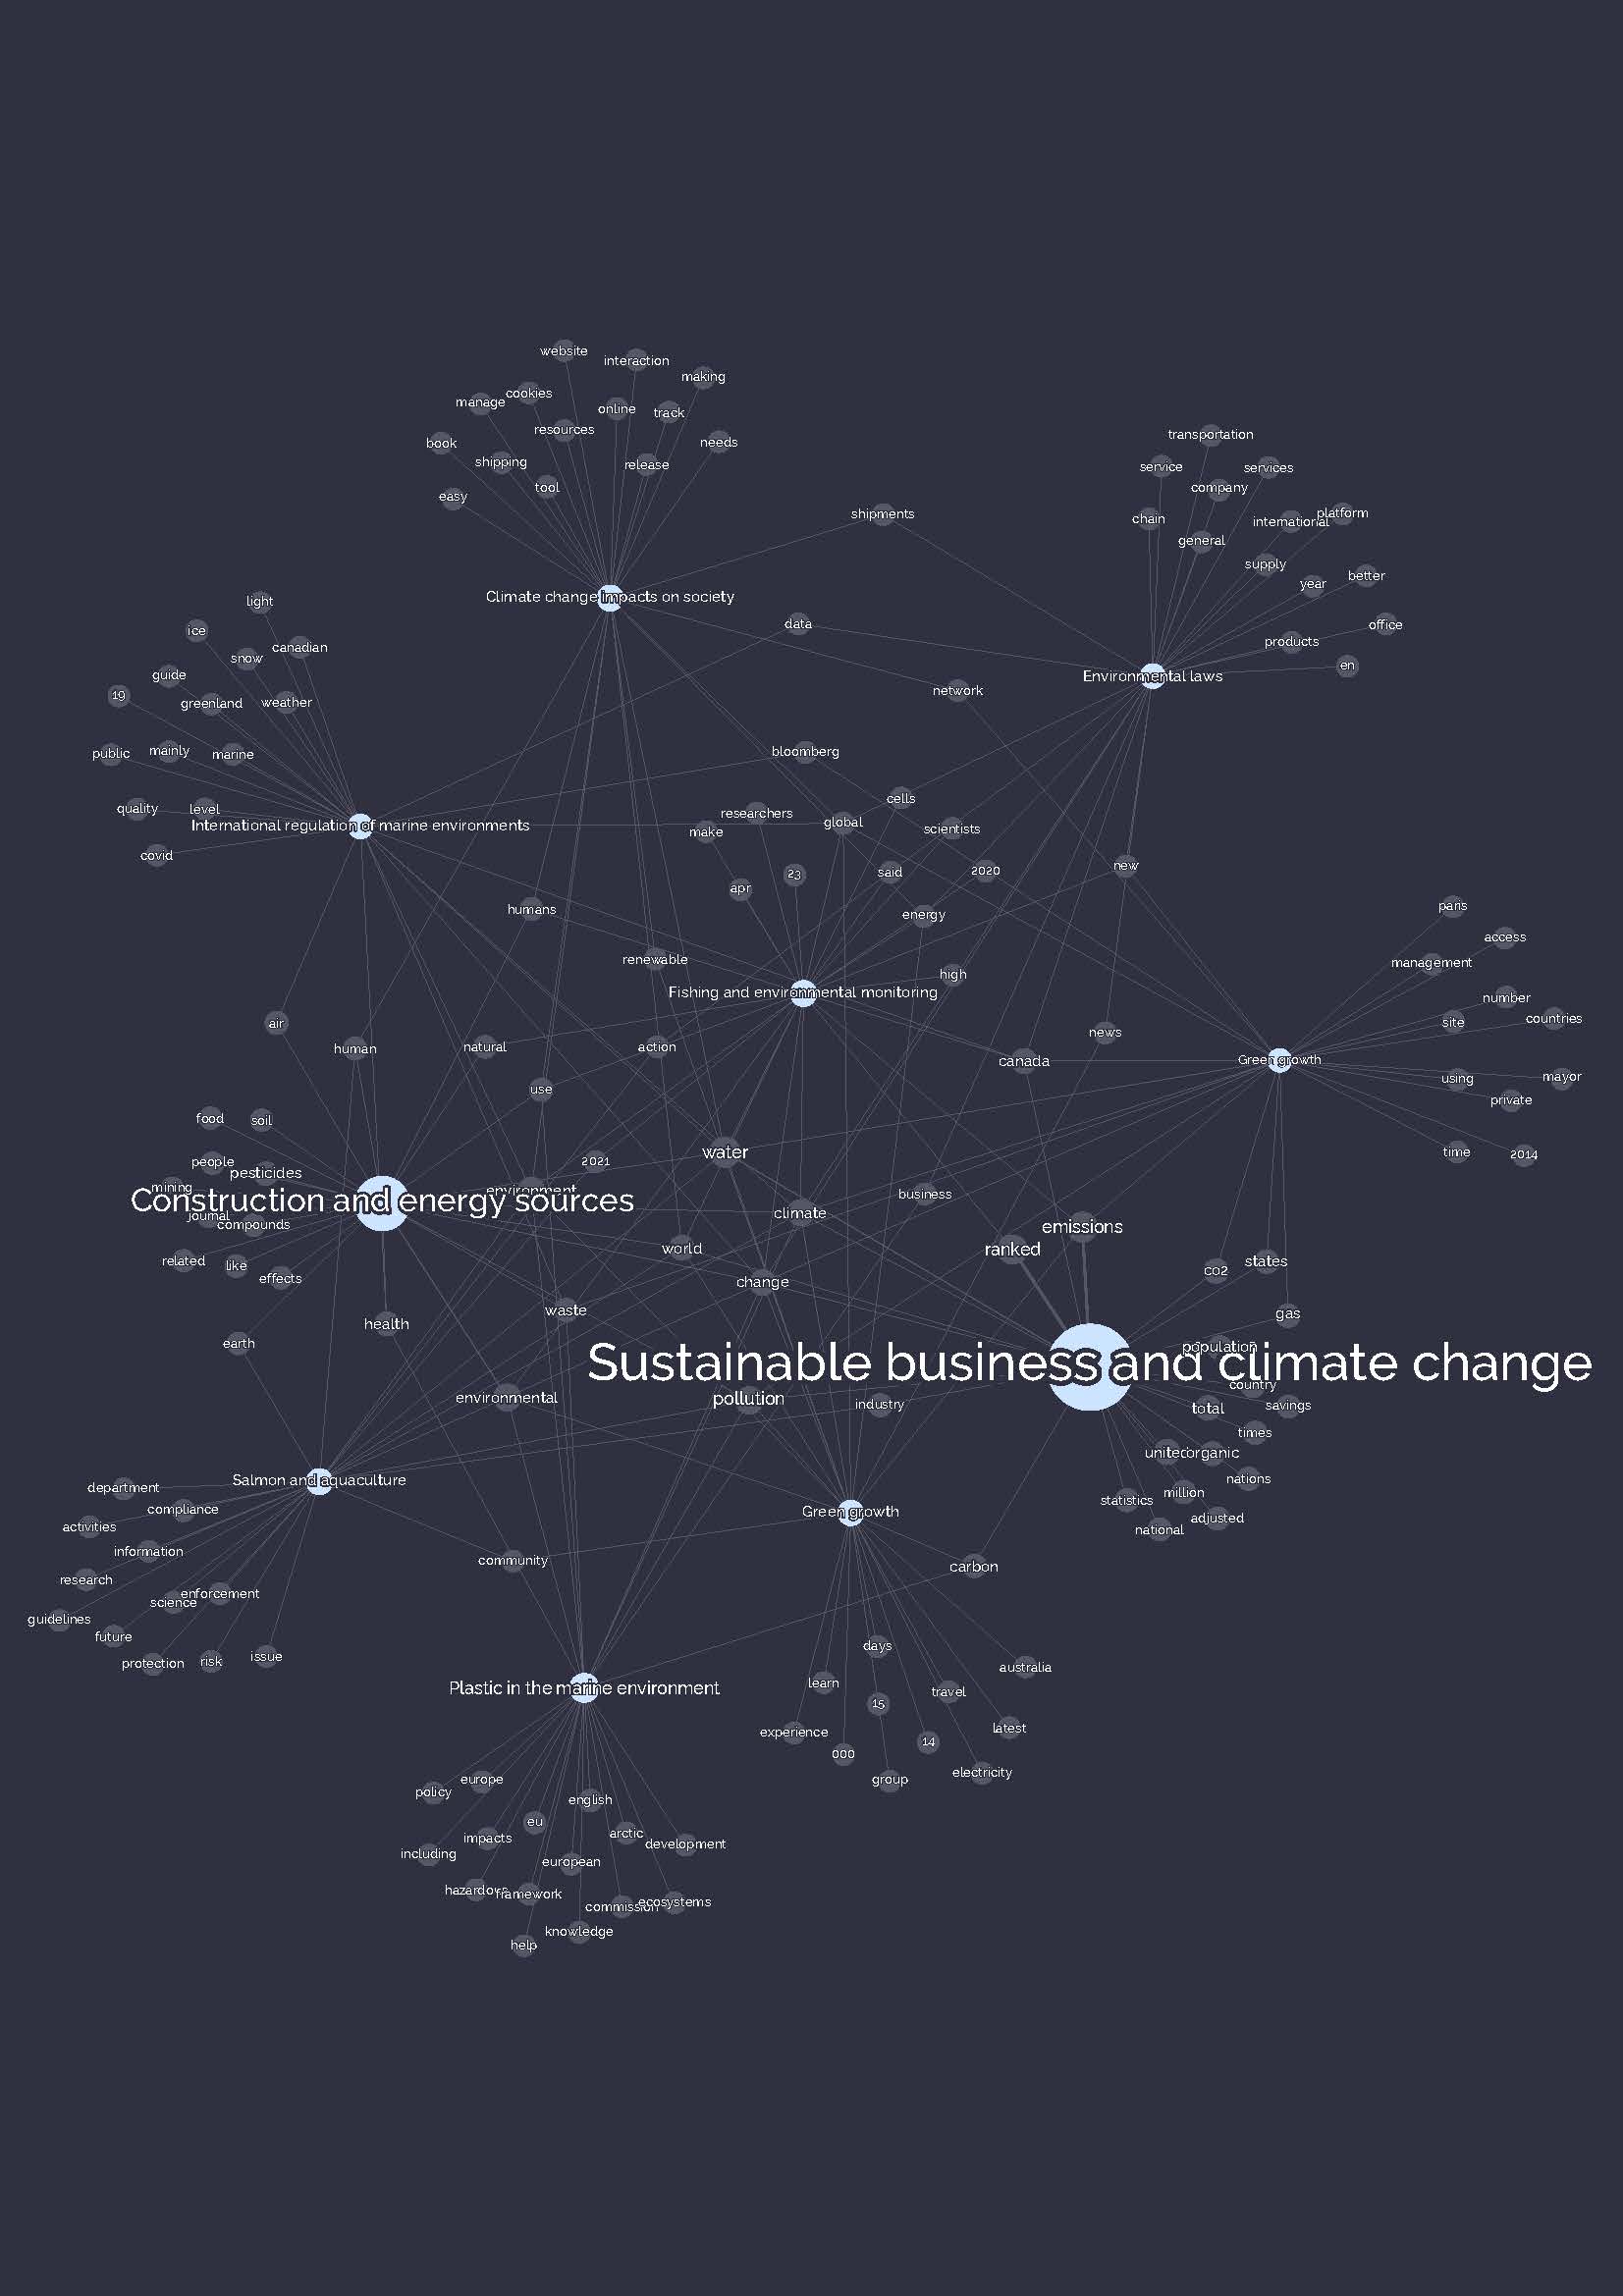 website
interaction
making
cookies
manage
online
track
resources
book
needs
shipping
release
tool
easy
transportation
service
services
company
shipments
chain
international
platform
general
supply
better
year
Climate change impacts on society
light
data
office
ice
products
canadian
snow
en
guide
Environmental laws
network
19
greenland
weather
public
mainly
marine
bloomberg
cells
quality
level
researchers
global
International regulation of marine environments
make
scientists
covid
new
23
said
2020
apr
paris
humans
energy
access
renewable
management
high
Fishing and environmental monitoring
number
countries
site
air
news
human
natural
action
canada
Green growth
mayor
using
use
private
food
soil
time
2014
water
people
2021
pesticides
mining
environment
business
Construction and energy sources
journal
climate
compounds
emissions
world
ranked
related
like
states
co2
effects
change
waste
gas
health
earth
population
Sustainable business and climate change
country
environmental
pollution
industry
savings
total
times
united
organic
Salmon and aquaculture
nations
department
million
statistics
compliance
Green growth
adjusted
activities
national
information
community
carbon
research
enforcement
science
guidelines
future
days
issue
risk
protection
australia
learn
Plastic in the marine environment
travel
15
latest
experience
14
000
electricity
europe
group
policy
english
eu
arctic
impacts
development
including
european
hazardous
framework
ecosystems
commission
knowledge
help